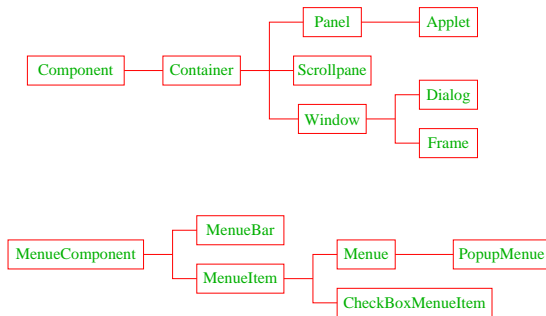 Panel Applet
Component Container Scrollpane
Dialog
Window
Frame
MenueBar
MenueComponent Menue PopupMenue
MenueItem
CheckBoxMenueItem